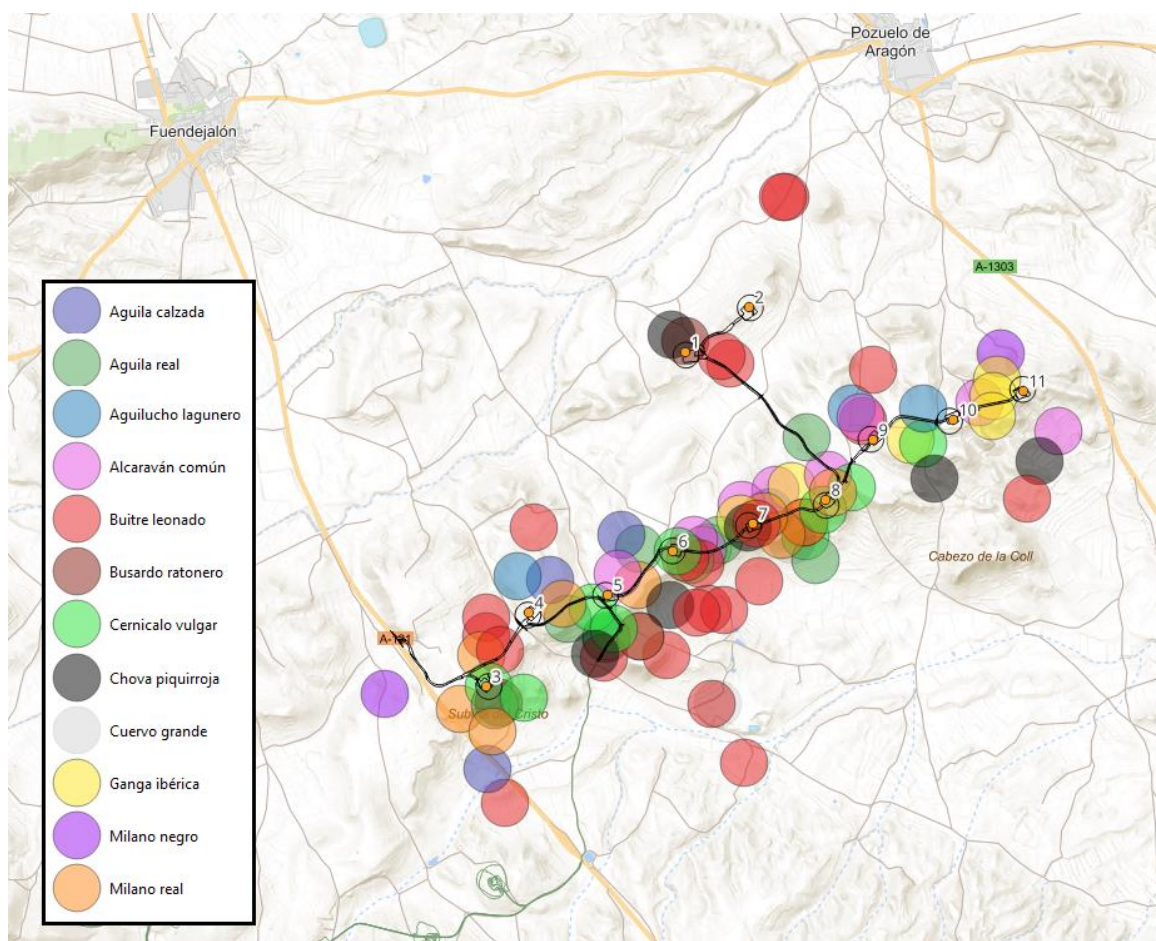 Pozuelo de
Aragón
Fuendejalón
A-1303
2
1
11
10
9
8
7
6
5
4
3
Cabezo de la Coll
Cristo
Aguila calzada
Aguila real
Aguilucho lagunero
Alcaraván común
Buitre leonado
Busardo ratonero
Cernicalo vulgar
Chova piquirroja
Cuervo grande
Ganga ibérica
Milano negro
Milano real